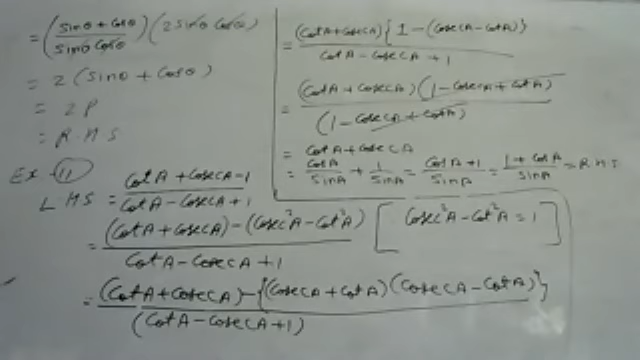 = (sinθ + cosθ / sinθ cosθ) (2 sinθ cosθ)
= 2 (sinθ + cosθ)
= 2P
= R H S
Ex (11)
L HS = CotA + CosecA - 1 / CotA - CosecA + 1
= (CotA + CosecA) - (Cosec²A - Cot²A) / CotA - CosecA + 1 [Cosec²A - Cot²A = 1]
= (CotA + CosecA) - {(CosecA + CotA) (CosecA - CotA)} / (CotA - CosecA + 1)
= (CotA + CosecA) {1 - (CosecA - CotA)} / CotA - CosecA + 1
= (CotA + CosecA) (1 - CosecA + CotA) / (1 - CosecA + CotA)
= CotA + CosecA
= CosA / SinA + 1 / SinA = CosA + 1 / SinA = 1 + CosA / SinA = R H S